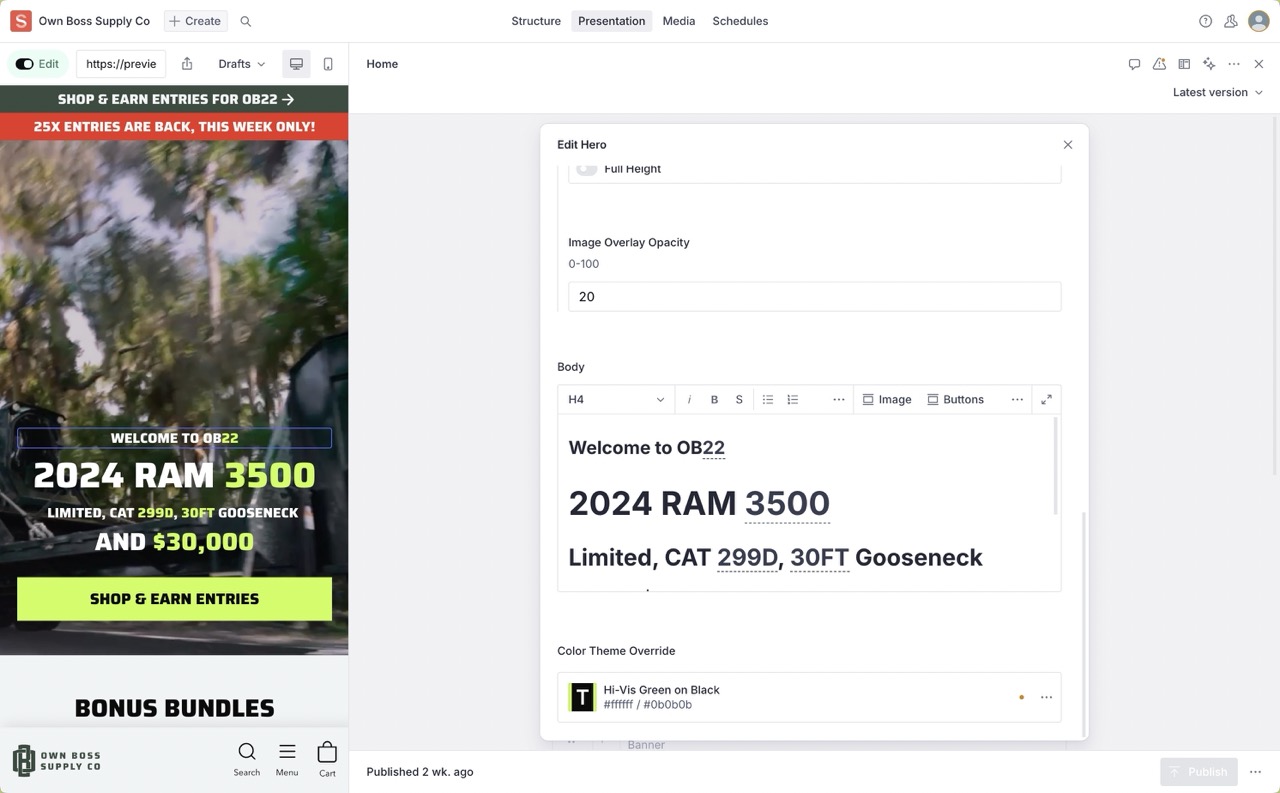 S Own Boss Supply Co
Create
Structure Presentation Media Schedules
Edit
https://previe
Drafts
Home
Latest version
SHOP & EARN ENTRIES FOR OB22 →
25X ENTRIES ARE BACK, THIS WEEK ONLY!
WELCOME TO OB22
2024 RAM 3500
LIMITED, CAT 299D, 30FT GOOSENECK
AND $30,000
SHOP & EARN ENTRIES
BONUS BUNDLES
OWN BOSS
SUPPLY CO
Search Menu Cart
Edit Hero
Full Height
Image Overlay Opacity
0-100
20
Body
H4 i B S Image Buttons
Welcome to OB22
2024 RAM 3500
Limited, CAT 299D, 30FT Gooseneck
Color Theme Override
T Hi-Vis Green on Black
#ffffff / #0b0b0b
Banner
Published 2 wk. ago
Publish